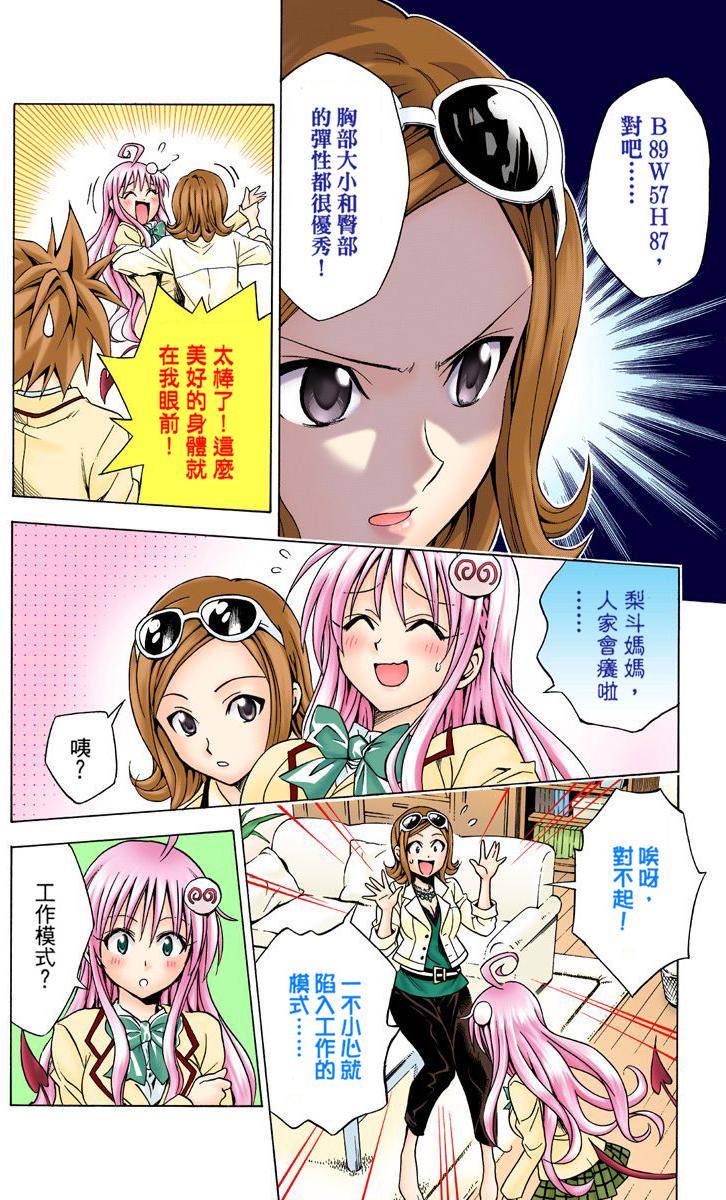 B89W57H87，
對吧……
胸部大小和臀部
的彈性都很優秀！
太棒了！這麼
美好的身體就
在我眼前！
梨斗媽媽，
人家會癢啦
……
咦？
唉呀，
對不起！
一不小心就
陷入工作的
模式……
工作模式？